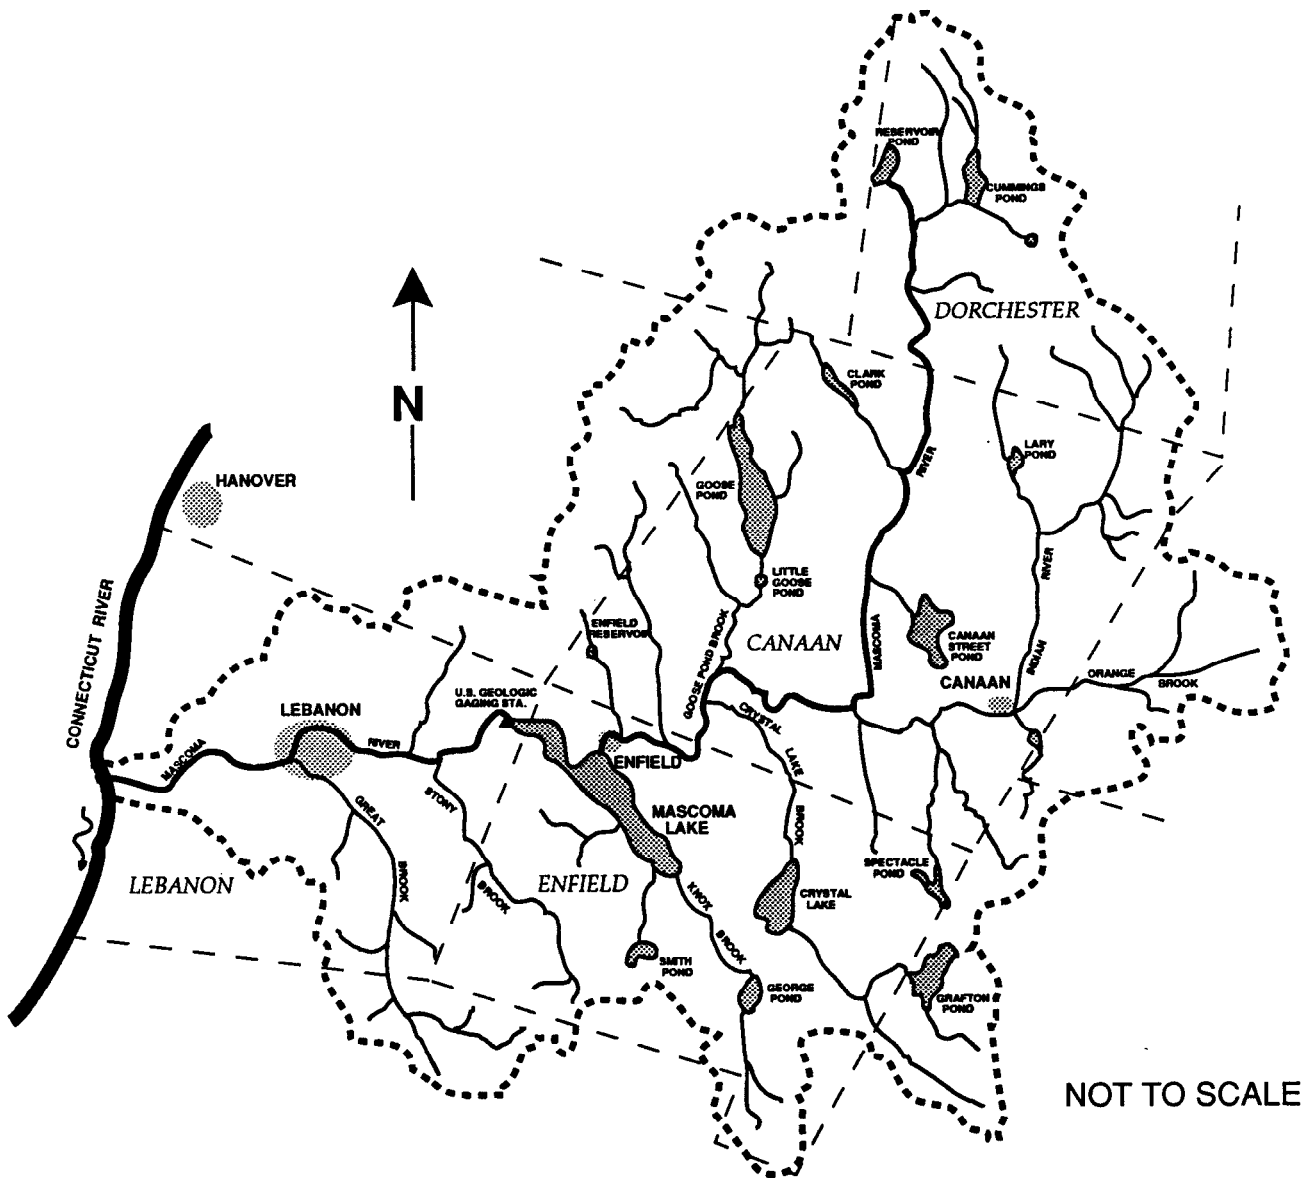 RESERVOIR
POND
CUMMINGS
POND
DORCHESTER
CLARK
POND
N
LARY
POND
RIVER
HANOVER
GOOSE
POND
LITTLE
GOOSE
POND
RIVER
CONNECTICUT RIVER
ENFIELD
RESERVOIR
GOOSE POND BROOK
CANAAN
MASCOMA
CANAAN
STREET
POND
INDIAN
CANAAN
ORANGE
BROOK
U.S. GEOLOGIC
GAGING STA.
LEBANON
RIVER
MASCOMA
CRYSTAL
LAKE
BROOK
ENFIELD
STONY
BROOK
GREAT
BROOK
MASCOMA
LAKE
SPECTACLE
POND
LEBANON
ENFIELD
KNOX
BROOK
CRYSTAL
LAKE
SMITH
POND
GEORGE
POND
GRAFTON
POND
NOT TO SCALE